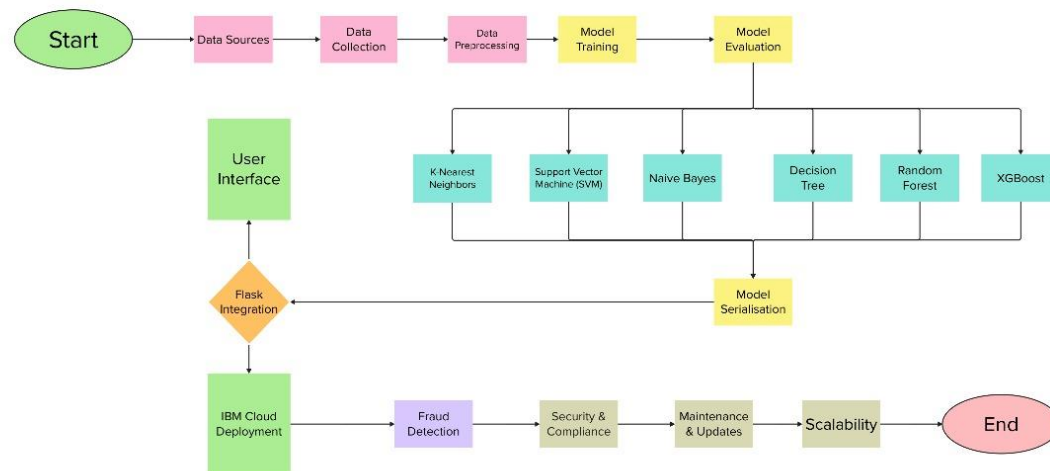 Start
Data Sources
Data
Collection
Data
Preprocessing
Model
Training
Model
Evaluation
User
Interface
K-Nearest
Neighbors
Support Vector
Machine (SVM)
Naive Bayes
Decision
Tree
Random
Forest
XGBoost
Flask
Integration
Model
Serialisation
IBM Cloud
Deployment
Fraud
Detection
Security &
Compliance
Maintenance
& Updates
Scalability
End